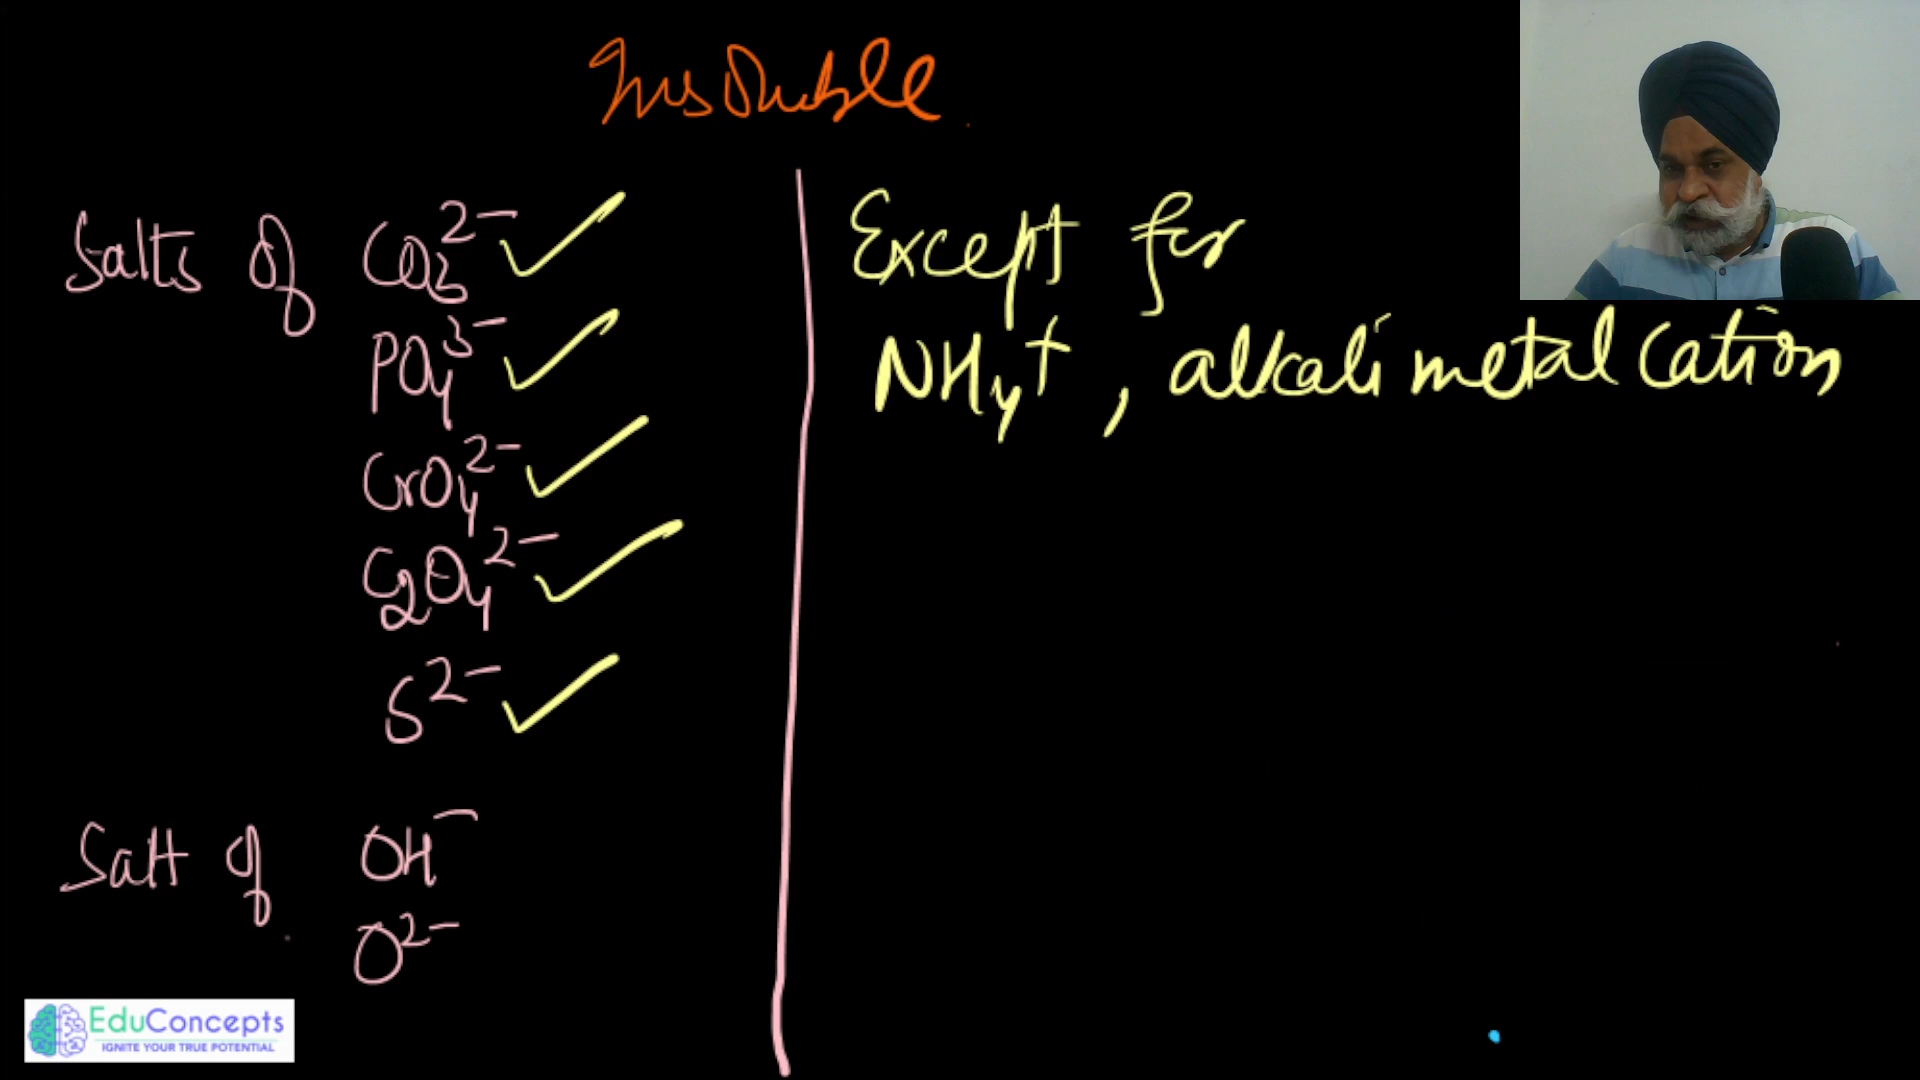 Insoluble
Salts of CO₃²⁻
PO₄³⁻
CrO₄²⁻
C₂O₄²⁻
S²⁻
Salt of OH⁻
O²⁻
Except for
NH₄⁺, alkali metal cation
EduConcepts
IGNITE YOUR TRUE POTENTIAL